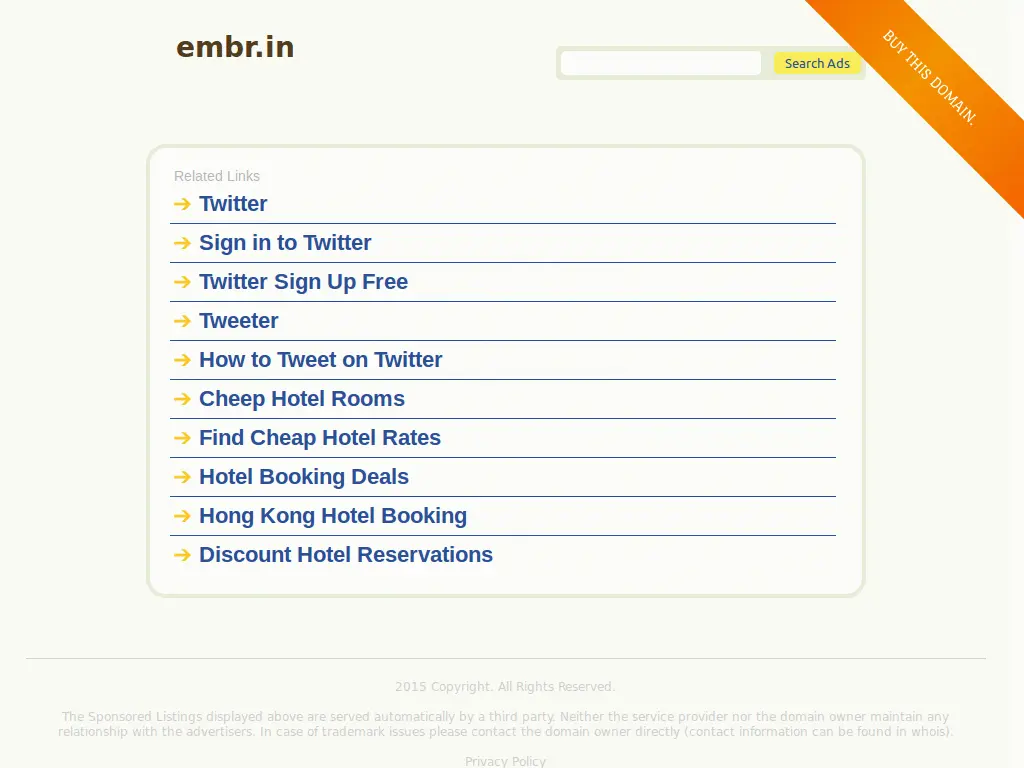 embr.in
Search Ads
BUY THIS DOMAIN.
Related Links
Twitter
Sign in to Twitter
Twitter Sign Up Free
Tweeter
How to Tweet on Twitter
Cheep Hotel Rooms
Find Cheap Hotel Rates
Hotel Booking Deals
Hong Kong Hotel Booking
Discount Hotel Reservations
2015 Copyright. All Rights Reserved.
The Sponsored Listings displayed above are served automatically by a third party. Neither the service provider nor the domain owner maintain any
relationship with the advertisers. In case of trademark issues please contact the domain owner directly (contact information can be found in whois).
Privacy Policy